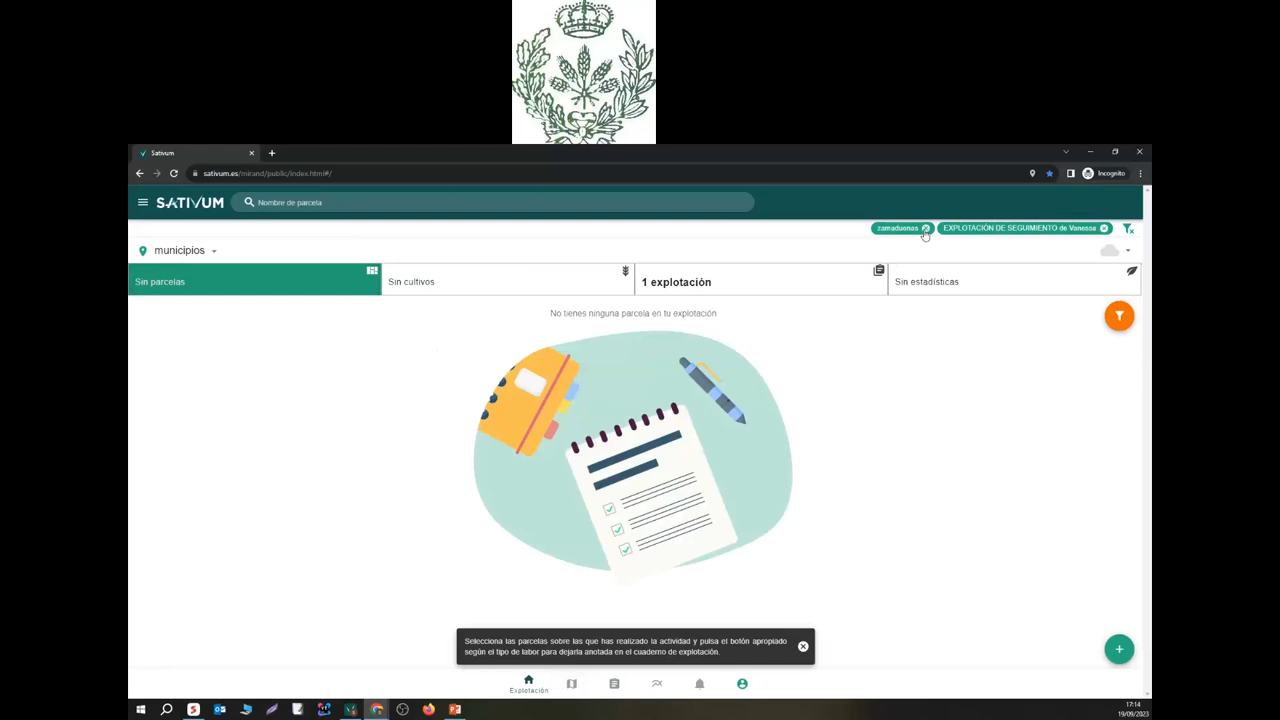 Sativum
sativum.es/mirand/public/index.html#/
Incognito
SATIVUM
Nombre de parcela
zamaduenas
EXPLOTACIÓN DE SEGUIMIENTO de Vanessa
municipios
Sin parcelas
Sin cultivos
1 explotación
Sin estadísticas
No tienes ninguna parcela en tu explotación
Selecciona las parcelas sobre las que has realizado la actividad y pulsa el botón apropiado
según el tipo de labor para dejarla anotada en el cuaderno de explotación.
Explotación
17:14
19/09/2023